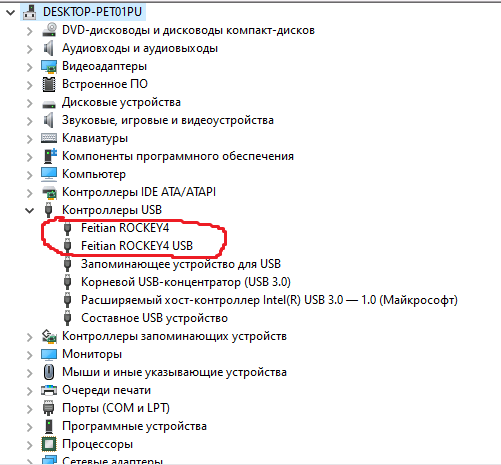 DESKTOP-PET01PU
DVD-дисководы и дисководы компакт-дисков
Аудиовходы и аудиовыходы
Видеоадаптеры
Встроенное ПО
Дисковые устройства
Звуковые, игровые и видеоустройства
Клавиатуры
Компоненты программного обеспечения
Компьютер
Контроллеры IDE ATA/ATAPI
Контроллеры USB
Feitian ROCKEY4
Feitian ROCKEY4 USB
Запоминающее устройство для USB
Корневой USB-концентратор (USB 3.0)
Расширяемый хост-контроллер Intel(R) USB 3.0 — 1.0 (Майкрософт)
Составное USB устройство
Контроллеры запоминающих устройств
Мониторы
Мыши и иные указывающие устройства
Очереди печати
Порты (COM и LPT)
Программные устройства
Процессоры
Сетевые адаптеры